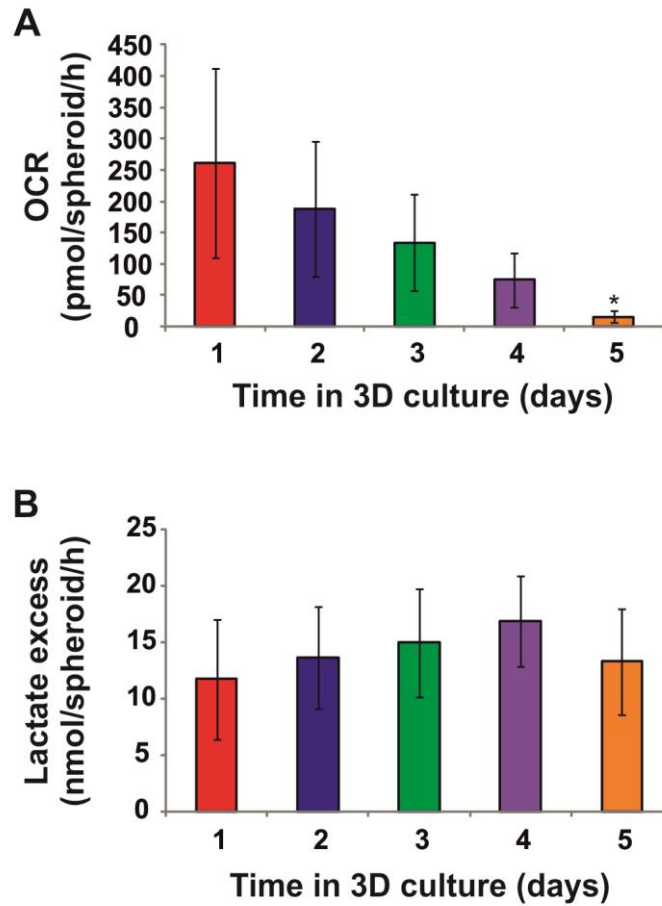 A
OCR
(pmol/spheroid/h)
450
400
350
300
250
200
150
100
50
0
*
1 2 3 4 5
Time in 3D culture (days)
B
Lactate excess
(nmol/spheroid/h)
25
20
15
10
5
0
1 2 3 4 5
Time in 3D culture (days)